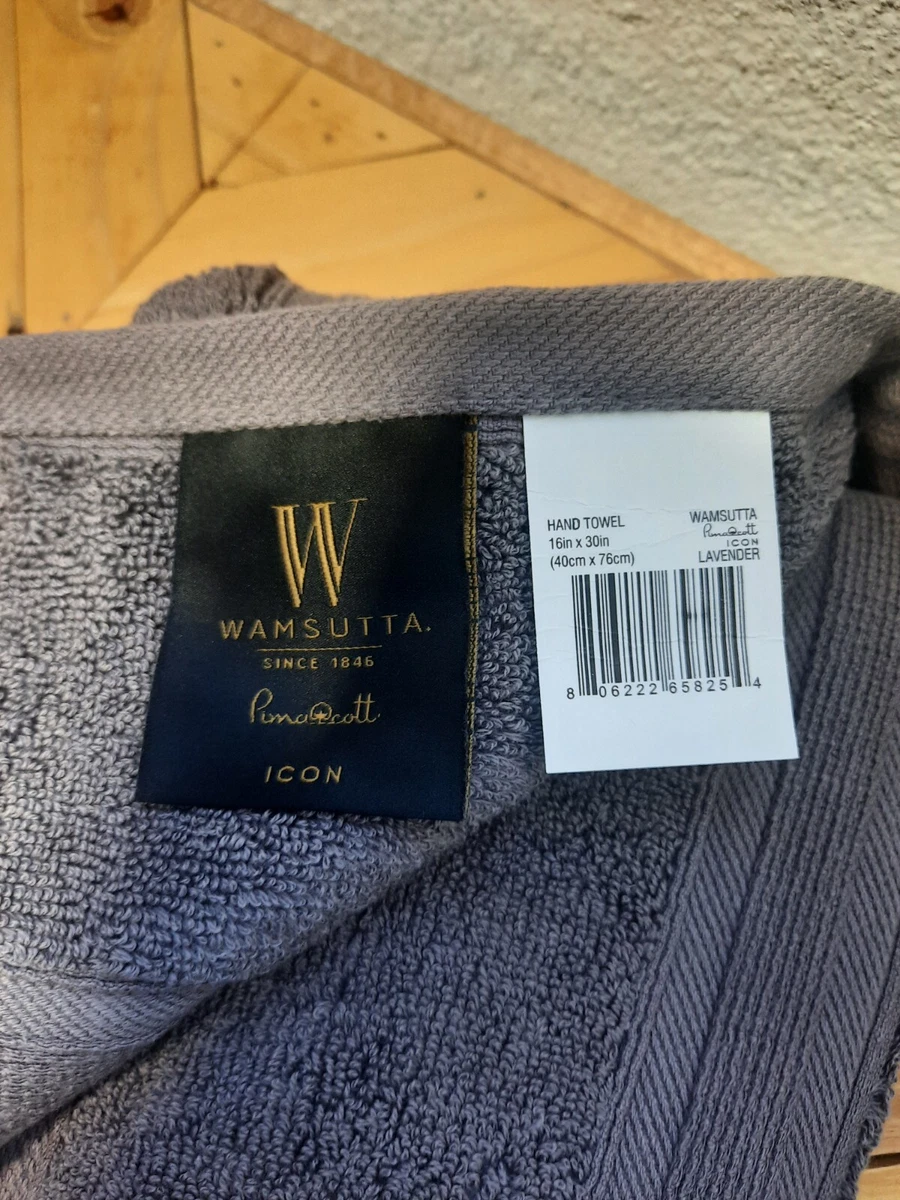 W
WAMSUTTA.
SINCE 1846
PimaCott
ICON
HAND TOWEL
16in x 30in
(40cm x 76cm)
WAMSUTTA
PimaCott
ICON
LAVENDER
8 06222 65825 4